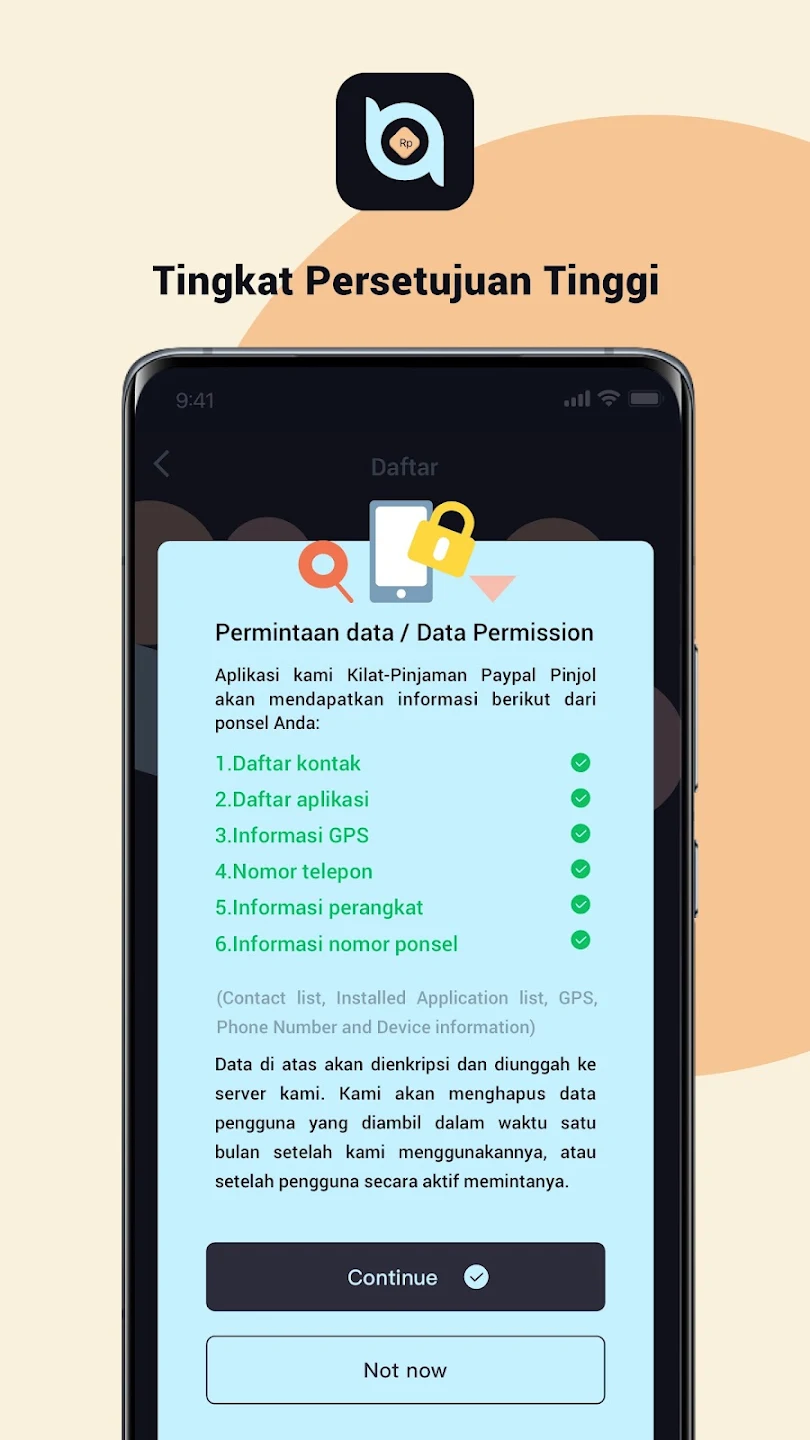 Rp
Tingkat Persetujuan Tinggi
9:41
Daftar
Permintaan data / Data Permission
Aplikasi kami Kilat-Pinjaman Paypal Pinjol
akan mendapatkan informasi berikut dari
ponsel Anda:
1.Daftar kontak
2.Daftar aplikasi
3.Informasi GPS
4.Nomor telepon
5.Informasi perangkat
6.Informasi nomor ponsel
(Contact list, Installed Application list, GPS,
Phone Number and Device information)
Data di atas akan dienkripsi dan diunggah ke
server kami. Kami akan menghapus data
pengguna yang diambil dalam waktu satu
bulan setelah kami menggunakannya, atau
setelah pengguna secara aktif memintanya.
Continue
Not now